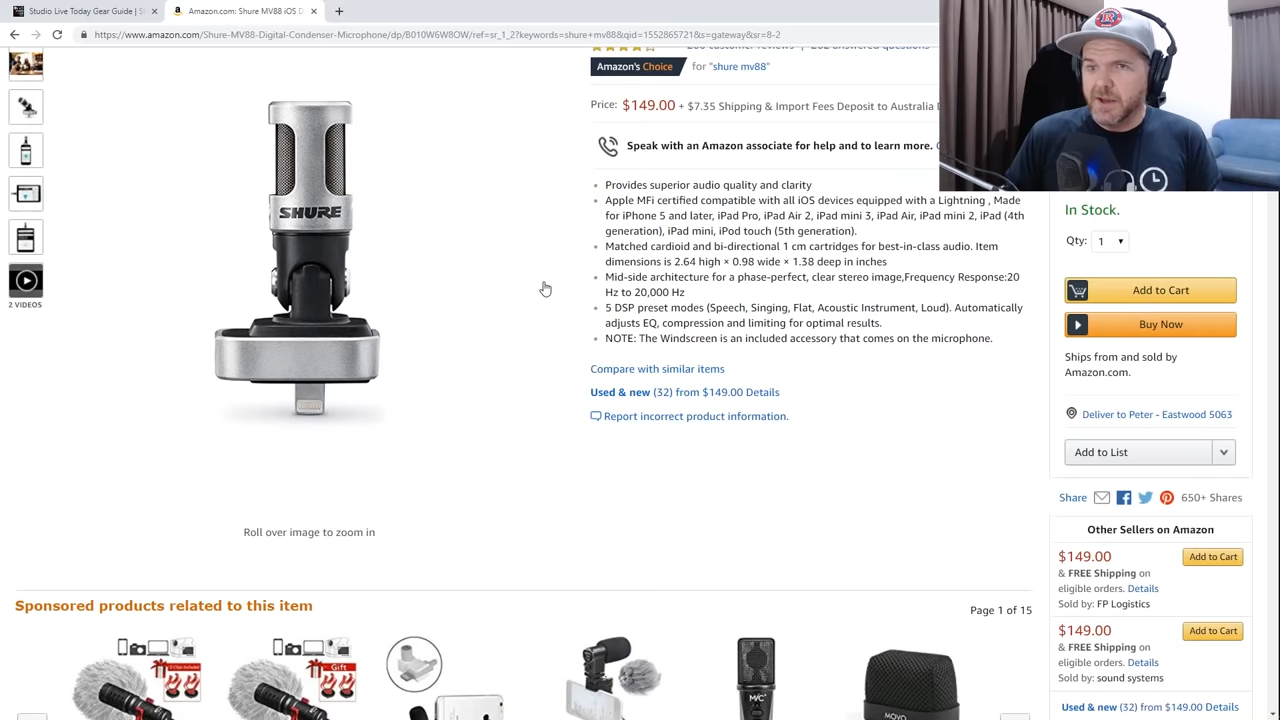 Studio Live Today Gear Guide | St
Amazon.com: Shure MV88 iOS D
https://www.amazon.com/Shure-MV88-Digital-Condenser-Microphone/
/ref=sr_1_2?keywords=shure+mv88&qid=1552865721&s=gateway&sr=8-2
Amazon's Choice for "shure mv88"
Price: $149.00 + $7.35 Shipping & Import Fees Deposit to Australia
Speak with an Amazon associate for help and to learn more.
Provides superior audio quality and clarity
Apple MFi certified compatible with all iOS devices equipped with a Lightning , Made
for iPhone 5 and later, iPad Pro, iPad Air 2, iPad mini 3, iPad Air, iPad mini 2, iPad (4th
generation), iPad mini, iPod touch (5th generation).
Matched cardioid and bi-directional 1 cm cartridges for best-in-class audio. Item
dimensions is 2.64 high × 0.98 wide × 1.38 deep in inches
Mid-side architecture for a phase-perfect, clear stereo image,Frequency Response:20
Hz to 20,000 Hz
5 DSP preset modes (Speech, Singing, Flat, Acoustic Instrument, Loud). Automatically
adjusts EQ, compression and limiting for optimal results.
NOTE: The Windscreen is an included accessory that comes on the microphone.
Compare with similar items
Used & new (32) from $149.00 Details
Report incorrect product information.
SHURE
2 VIDEOS
Roll over image to zoom in
In Stock.
Qty: 1
Add to Cart
Buy Now
Ships from and sold by
Amazon.com.
Deliver to Peter - Eastwood 5063
Add to List
Share 650+ Shares
Other Sellers on Amazon
$149.00 Add to Cart
& FREE Shipping on
eligible orders. Details
Sold by: FP Logistics
$149.00 Add to Cart
& FREE Shipping on
eligible orders. Details
Sold by: sound systems
Used & new (32) from $149.00 Details
Sponsored products related to this item
Page 1 of 15
Gift
MOVO